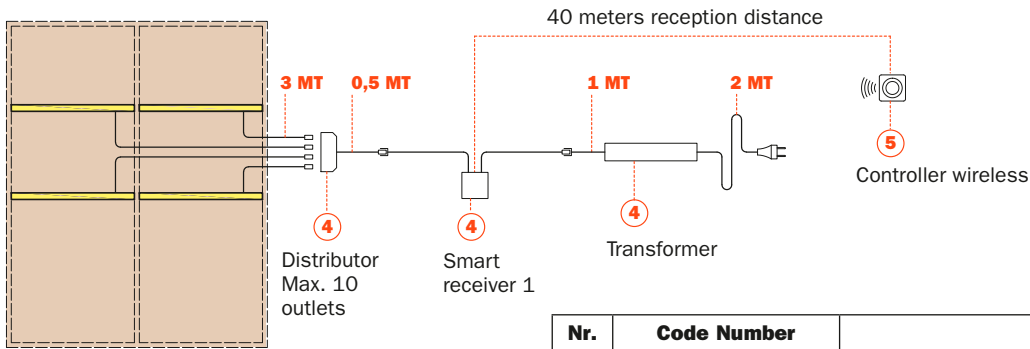 40 meters reception distance
3 MT
0,5 MT
1 MT
2 MT
5
Controller wireless
4
Distributor
Max. 10
outlets
4
Smart
receiver 1
4
Transformer
Nr.
Code Number